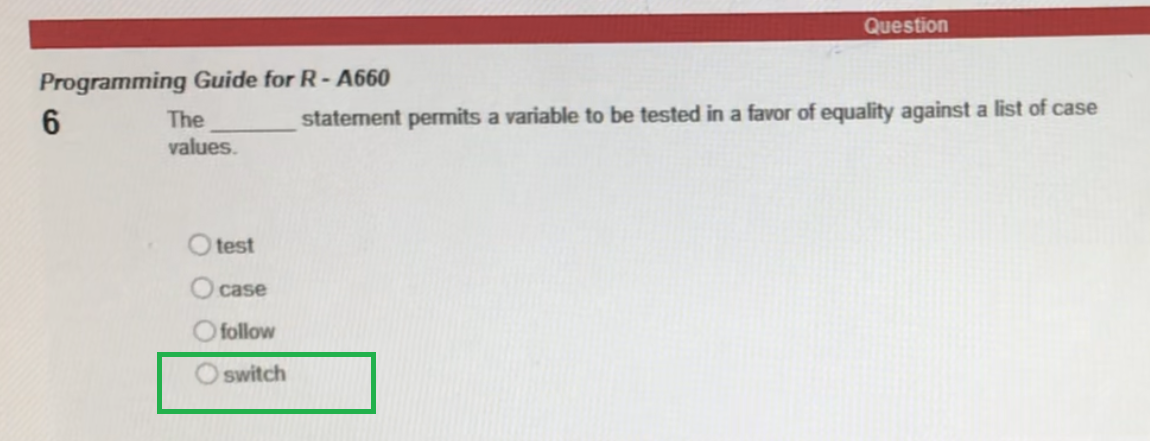 Question
Programming Guide for R - A660
6 The ______ statement permits a variable to be tested in a favor of equality against a list of case
values.
test
case
follow
switch